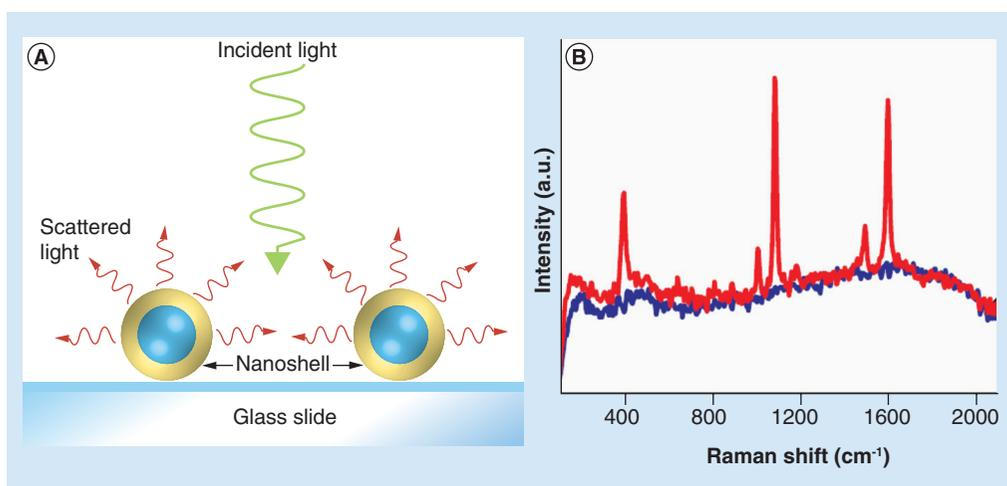 A
Incident light
Scattered
light
Nanoshell
Glass slide
B
Intensity (a.u.)
400 800 1200 1600 2000
Raman shift (cm⁻¹)